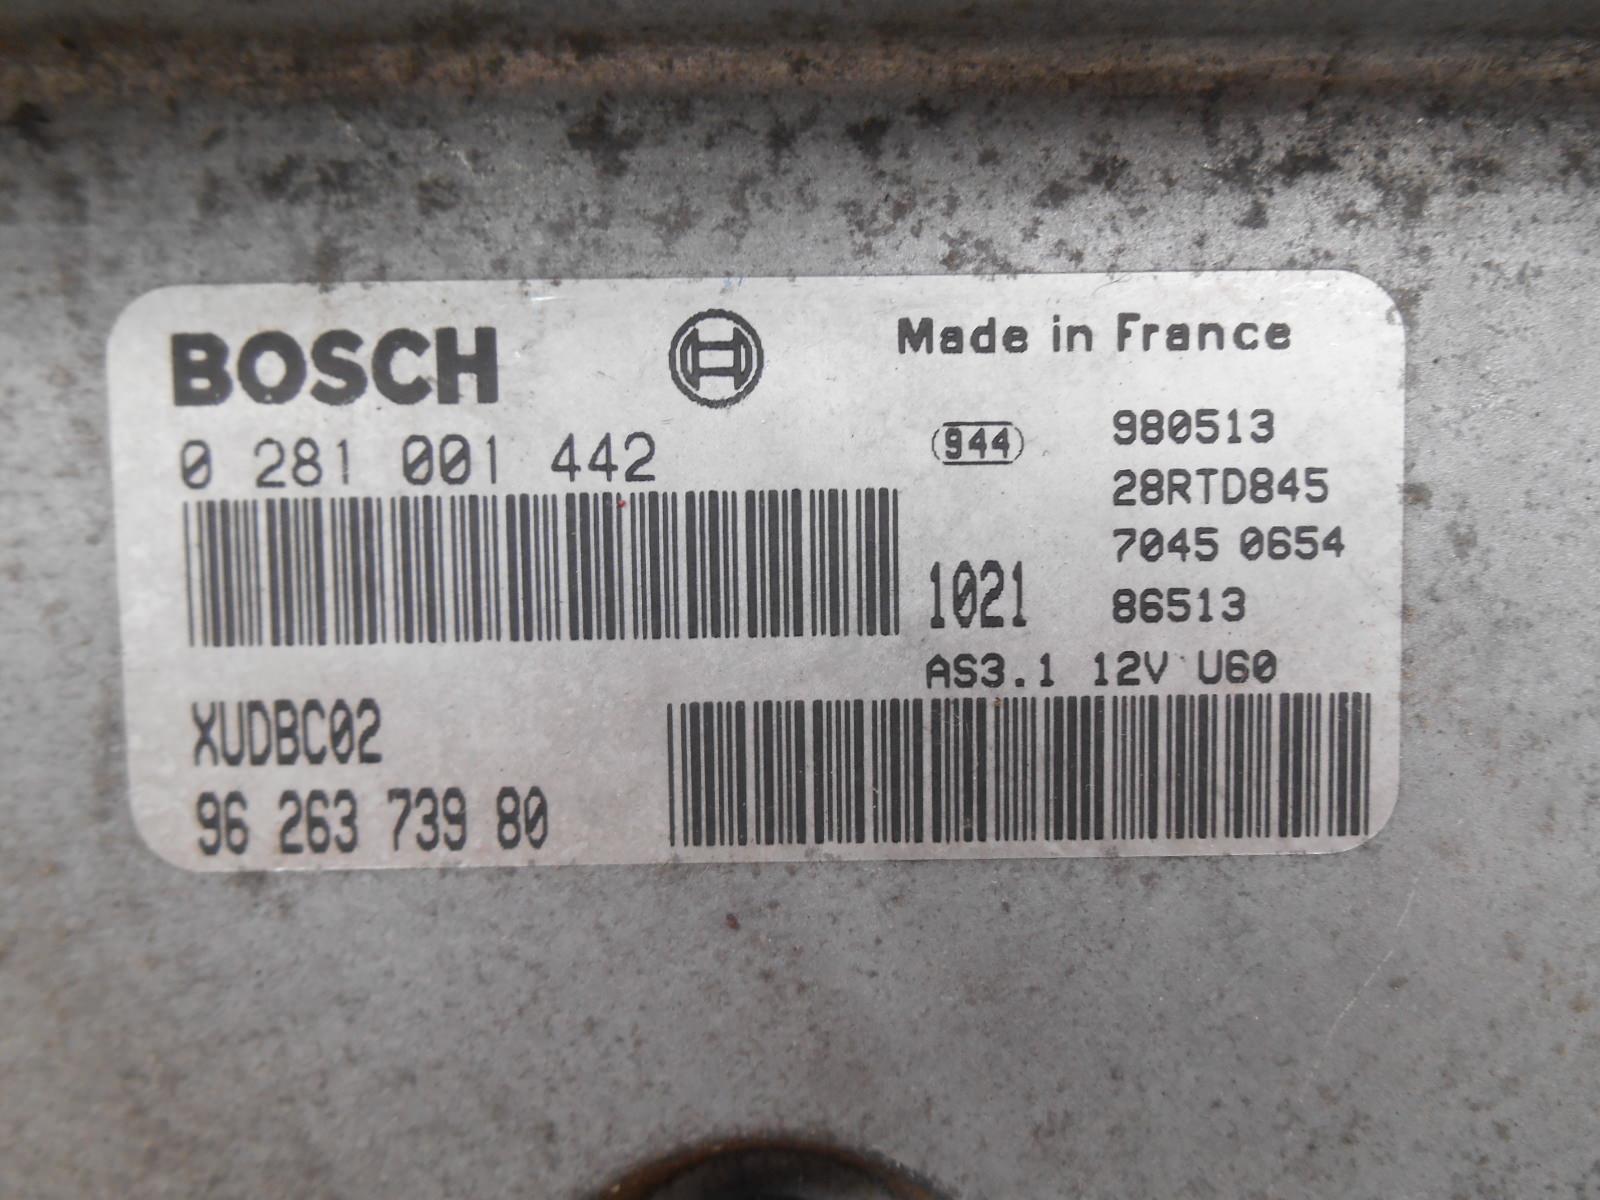 BOSCH
Made in France
0 281 001 442
944
980513
28RTD845
7045 0654
1021
86513
AS3.1 12V U60
XUDBC02
96 263 739 80